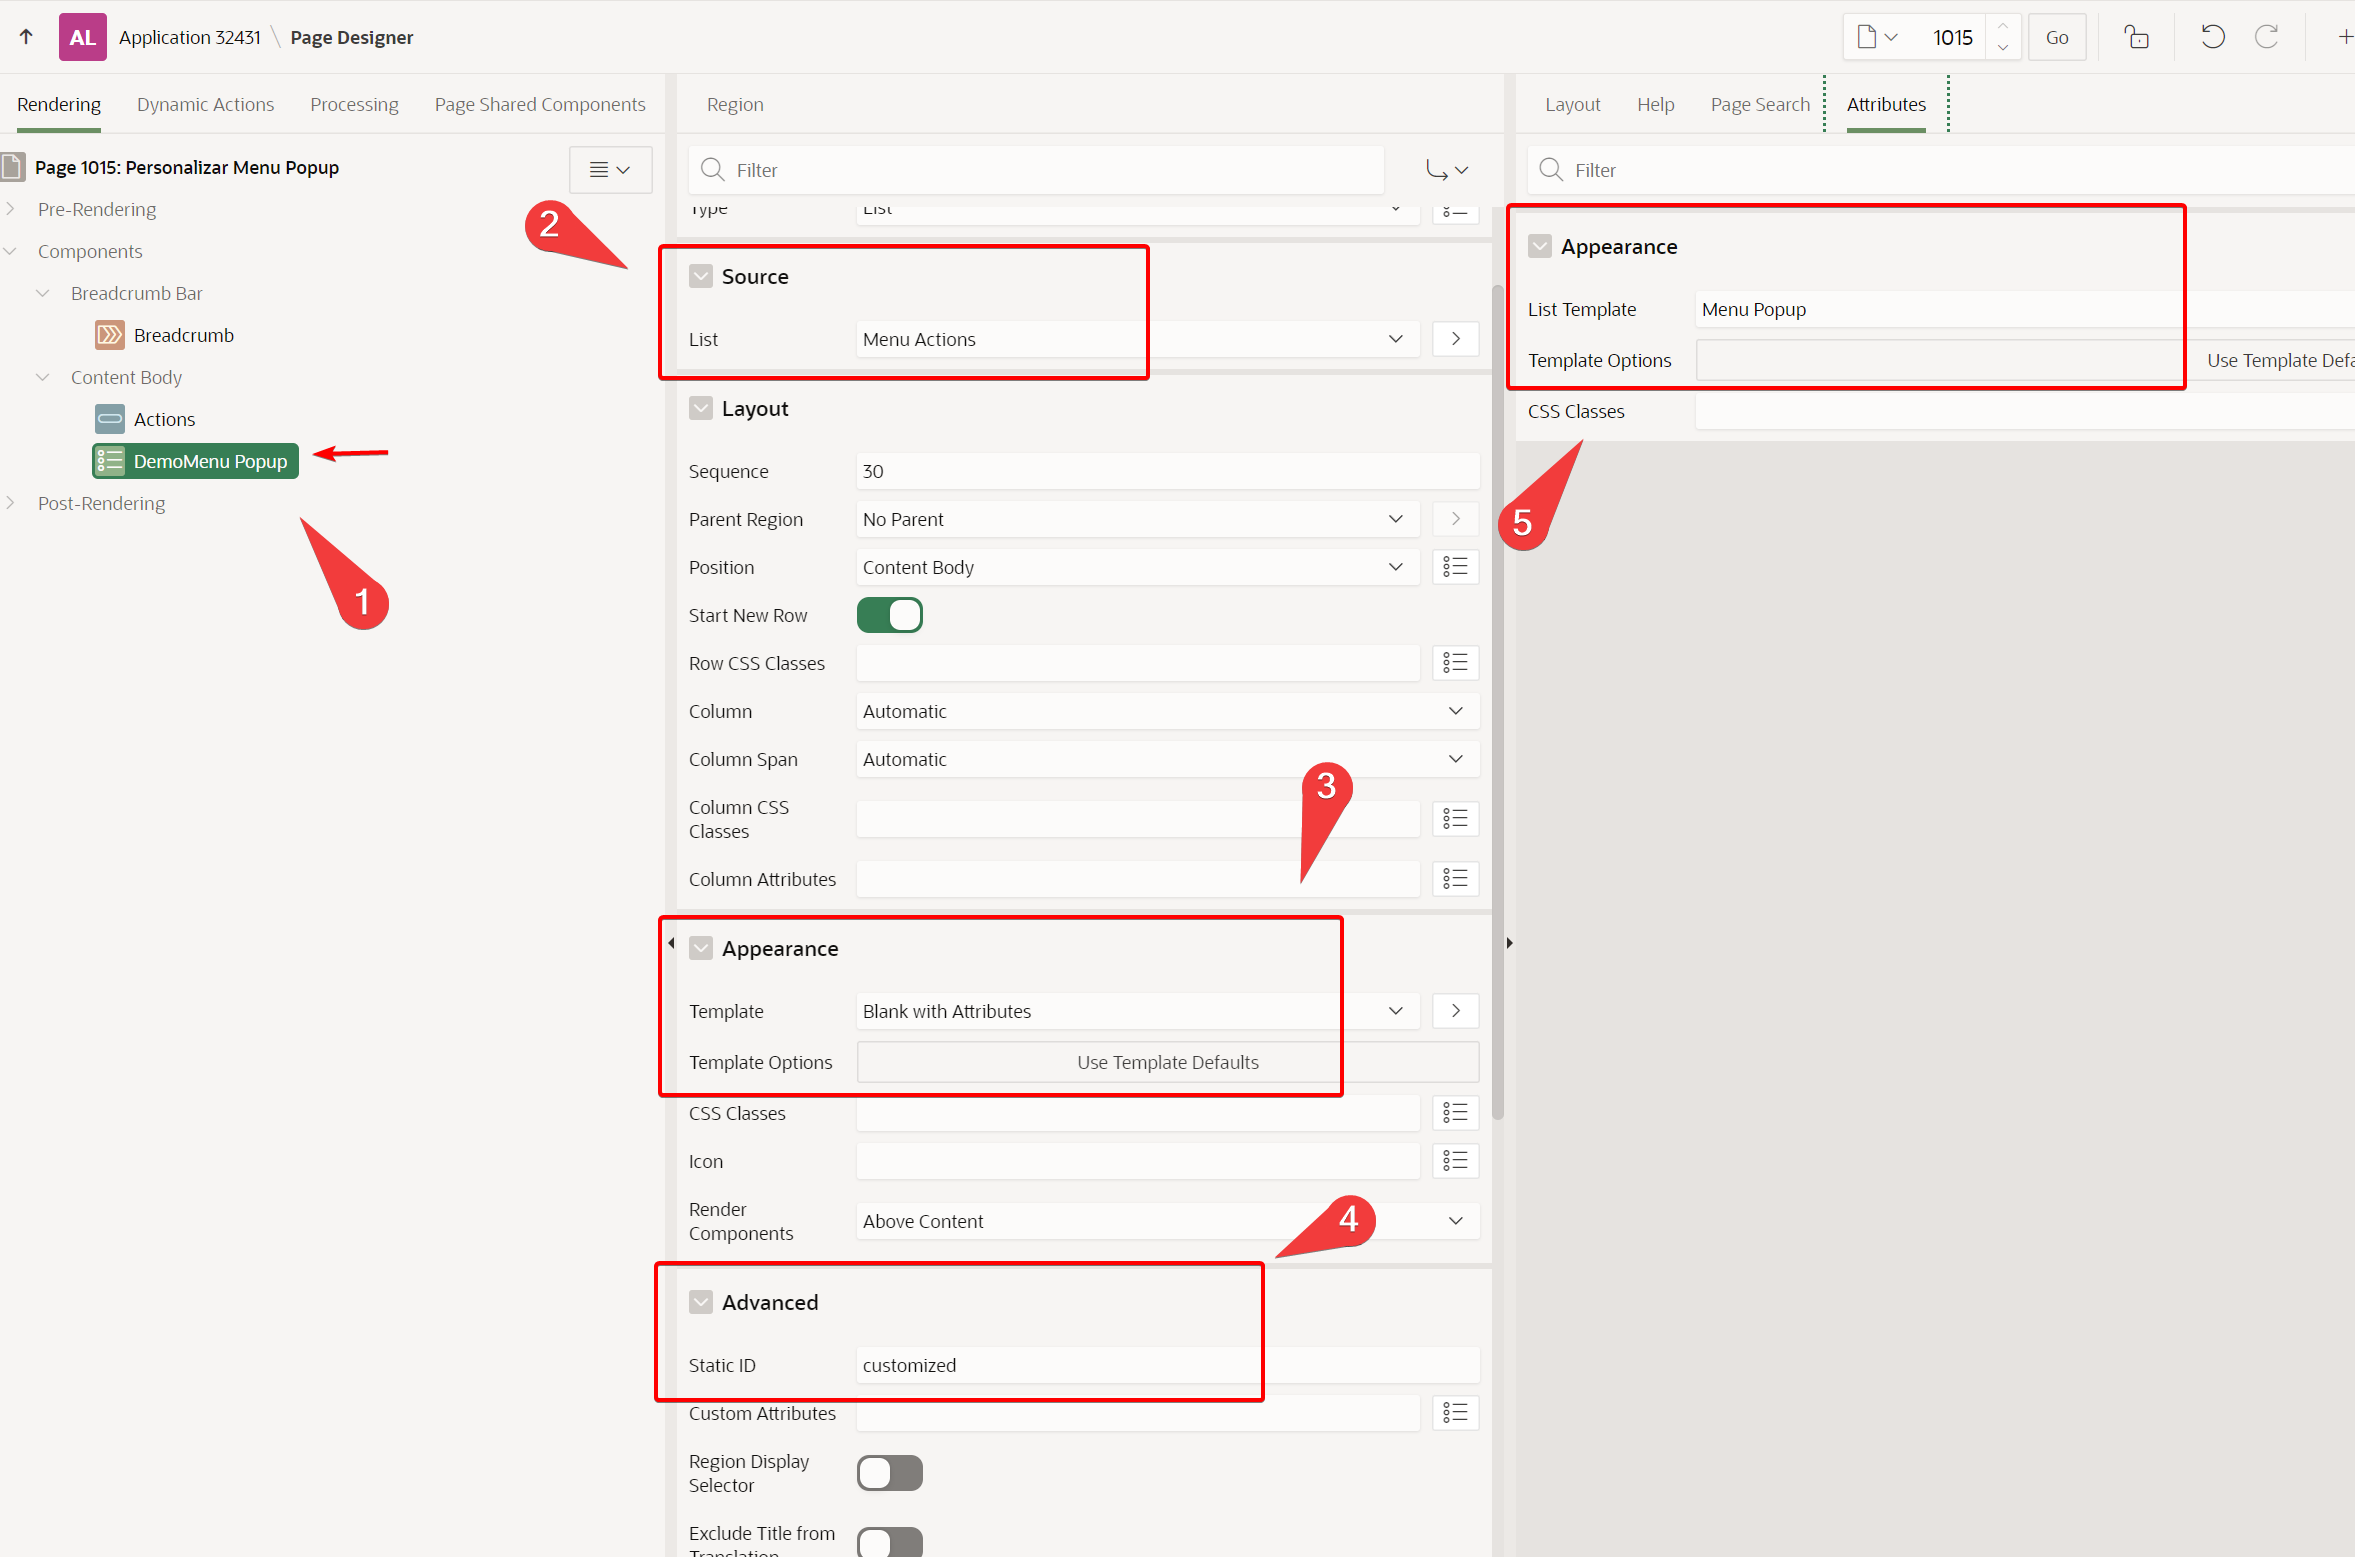 AL Application 32431 \ Page Designer
1015 Go
Rendering Dynamic Actions Processing Page Shared Components
Page 1015: Personalizar Menu Popup
Pre-Rendering
Components
Breadcrumb Bar
Breadcrumb
Content Body
Actions
DemoMenu Popup
Post-Rendering
1
2
Region
Filter
Type List
Source
List Menu Actions
Layout
Sequence 30
Parent Region No Parent
Position Content Body
Start New Row
Row CSS Classes
Column Automatic
Column Span Automatic
Column CSS
Classes
Column Attributes
3
Appearance
Template Blank with Attributes
Template Options Use Template Defaults
CSS Classes
Icon
Render
Components
Above Content
4
Advanced
Static ID customized
Custom Attributes
Region Display
Selector
Exclude Title from
Translation
Layout Help Page Search Attributes
Filter
Appearance
List Template Menu Popup
Template Options Use Template Defa
CSS Classes
5